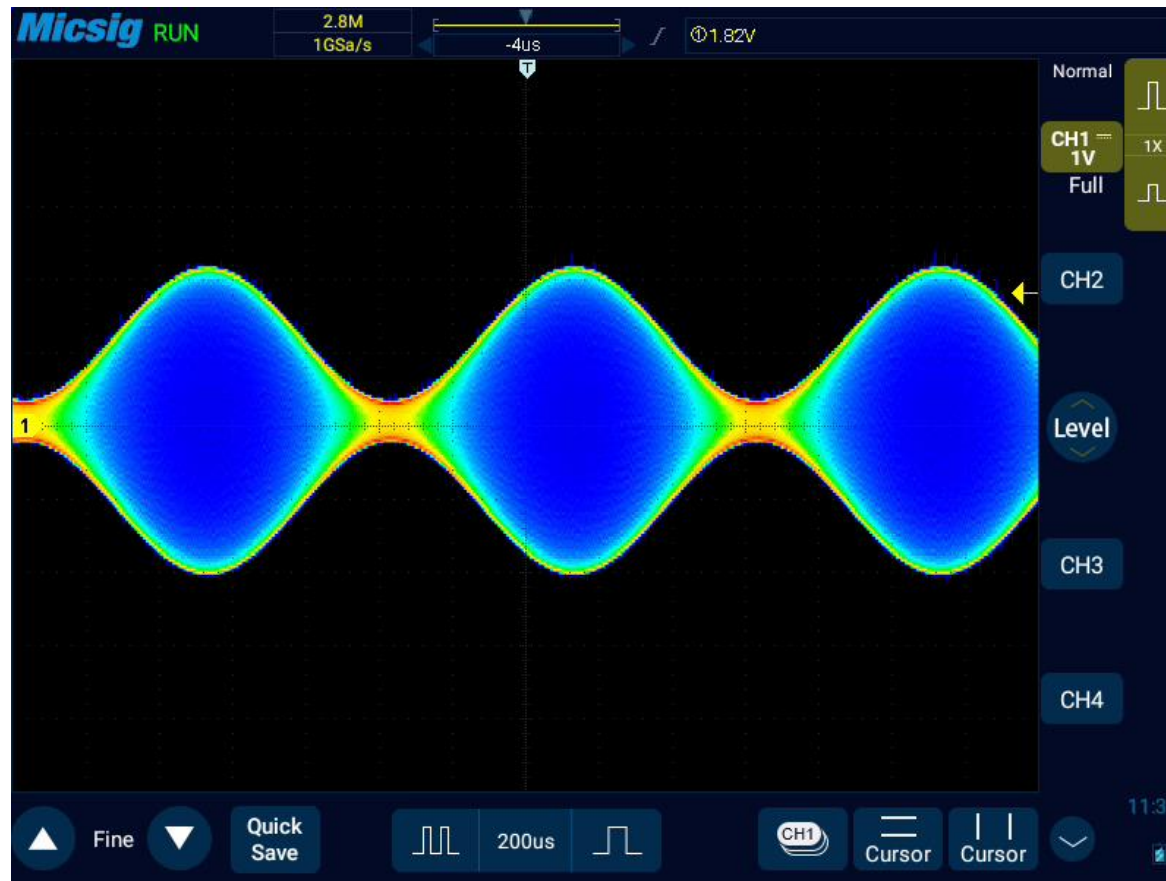 Micsig RUN
2.8M
1GSa/s
-4us
①1.82V
T
Normal
CH1
1V
1X
Full
CH2
1
Level
CH3
CH4
Fine
Quick
Save
200us
CH1
Cursor
Cursor